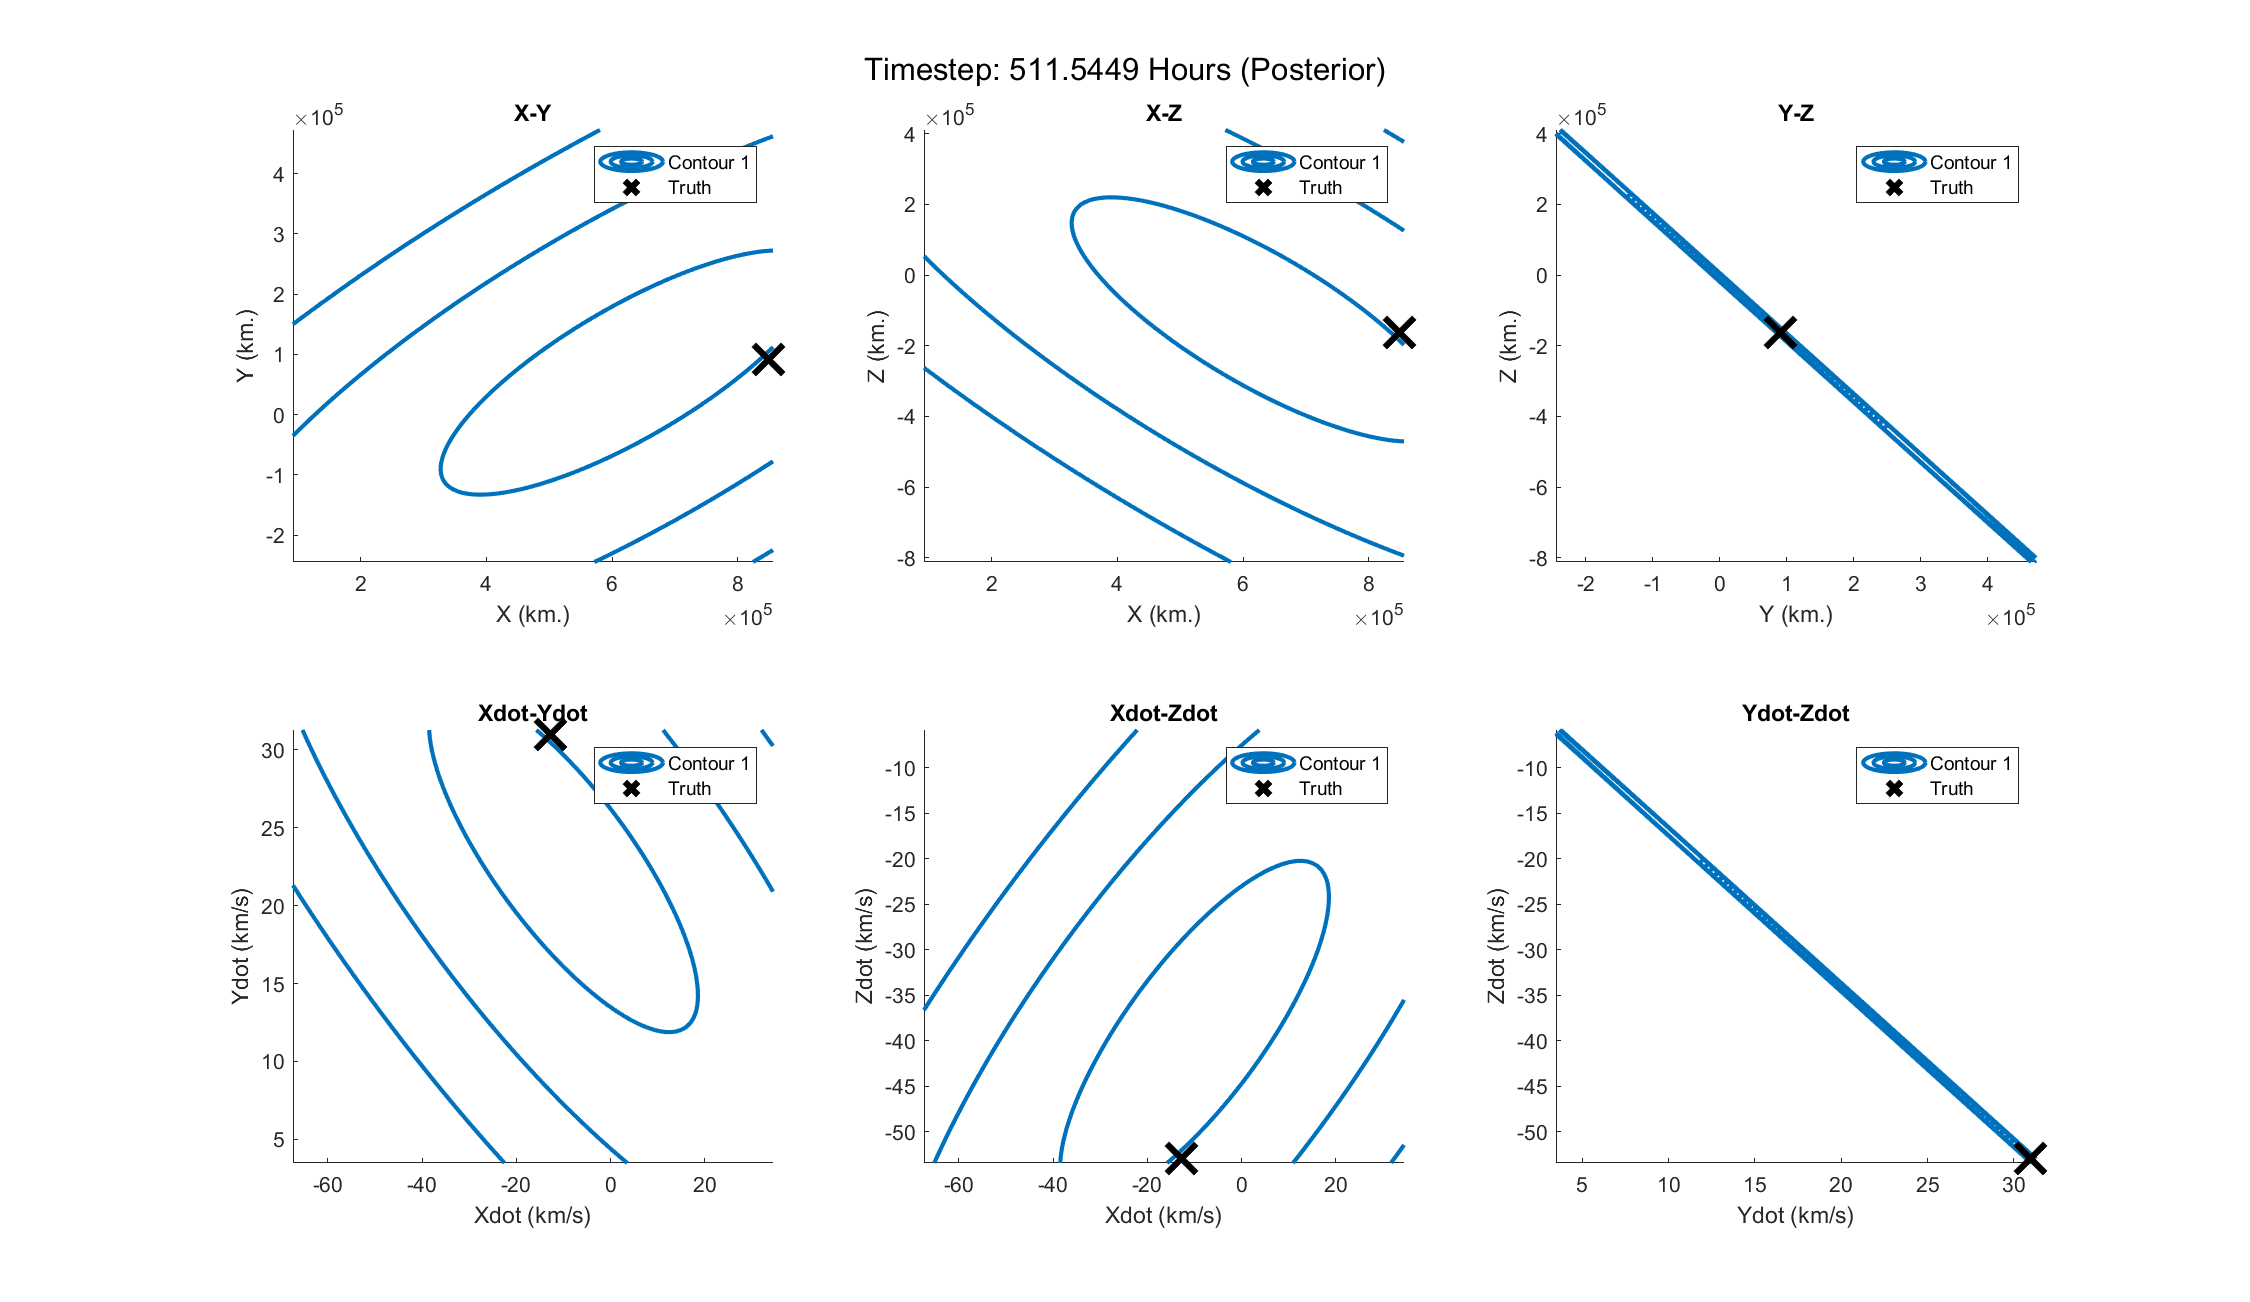 Timestep: 511.5449 Hours (Posterior)
X-Y
×10^5
4
3
2
1
0
-1
-2
Y (km.)
2 4 6 8
×10^5
X (km.)
Contour 1
Truth
X-Z
×10^5
4
2
0
-2
-4
-6
-8
Z (km.)
2 4 6 8
×10^5
X (km.)
Contour 1
Truth
Y-Z
×10^5
4
2
0
-2
-4
-6
-8
Z (km.)
-2 -1 0 1 2 3 4
×10^5
Y (km.)
Contour 1
Truth
Xdot-Ydot
30
25
20
15
10
5
Ydot (km/s)
-60 -40 -20 0 20
Xdot (km/s)
Contour 1
Truth
Xdot-Zdot
-10
-15
-20
-25
-30
-35
-40
-45
-50
Zdot (km/s)
-60 -40 -20 0 20
Xdot (km/s)
Contour 1
Truth
Ydot-Zdot
-10
-15
-20
-25
-30
-35
-40
-45
-50
Zdot (km/s)
5 10 15 20 25 30
Ydot (km/s)
Contour 1
Truth